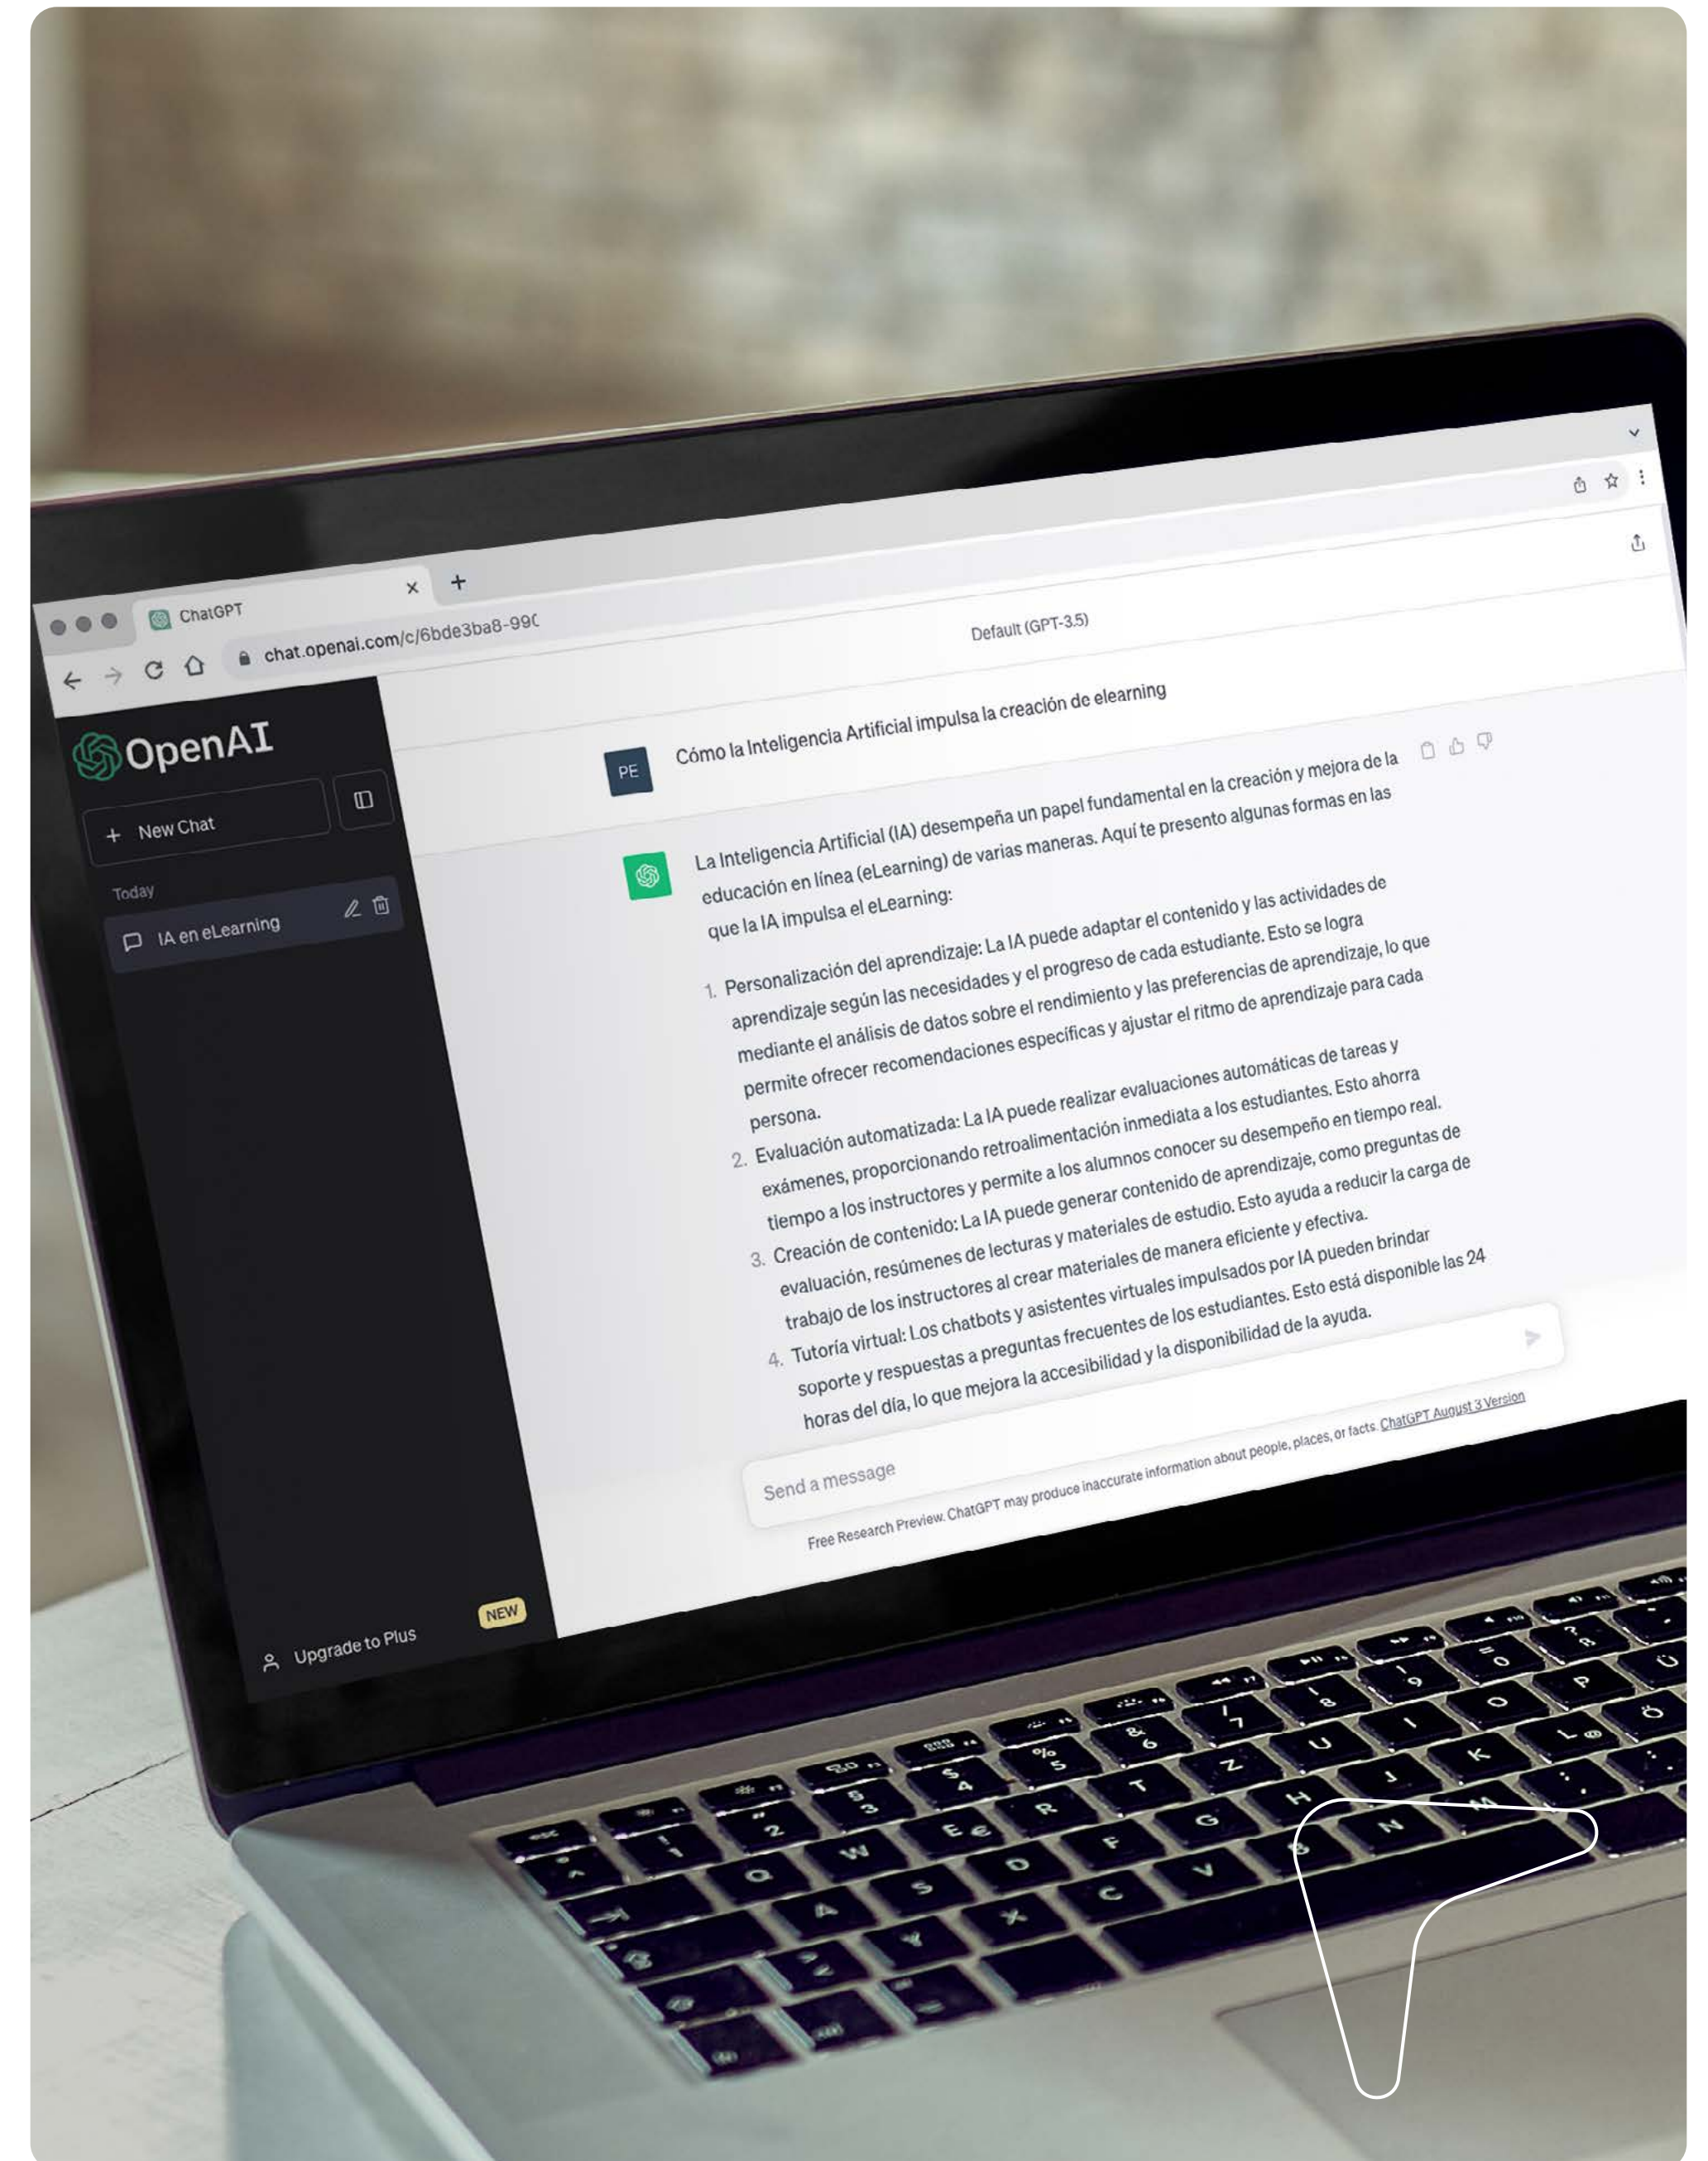 ChatGPT
chat.openai.com/c/6bde3ba8-99C
OpenAI
New Chat
Today
IA en eLearning
Upgrade to Plus
NEW
Default (GPT-3.5)
PE
Cómo la Inteligencia Artificial impulsa la creación de elearning
La Inteligencia Artificial (IA) desempeña un papel fundamental en la creación y mejora de la
educación en línea (eLearning) de varias maneras. Aquí te presento algunas formas en las
que la IA impulsa el eLearning:
1. Personalización del aprendizaje: La IA puede adaptar el contenido y las actividades de
aprendizaje según las necesidades y el progreso de cada estudiante. Esto se logra
mediante el análisis de datos sobre el rendimiento y las preferencias de aprendizaje, lo que
permite ofrecer recomendaciones específicas y ajustar el ritmo de aprendizaje para cada
persona.
2. Evaluación automatizada: La IA puede realizar evaluaciones automáticas de tareas y
exámenes, proporcionando retroalimentación inmediata a los estudiantes. Esto ahorra
tiempo a los instructores y permite a los alumnos conocer su desempeño en tiempo real.
3. Creación de contenido: La IA puede generar contenido de aprendizaje, como preguntas de
evaluación, resúmenes de lecturas y materiales de estudio. Esto ayuda a reducir la carga de
trabajo de los instructores al crear materiales de manera eficiente y efectiva.
4. Tutoría virtual: Los chatbots y asistentes virtuales impulsados por IA pueden brindar
soporte y respuestas a preguntas frecuentes de los estudiantes. Esto está disponible las 24
horas del día, lo que mejora la accesibilidad y la disponibilidad de la ayuda.
Send a message
Free Research Preview. ChatGPT may produce inaccurate information about people, places, or facts. ChatGPT August 3 Version
! " § $ % & /
1 2 3 4 5 6 7 8 9 0 ß
Q W E € R T Z U I O P Ü
A S D F G H J K L @ Ö
Y X C V B N M